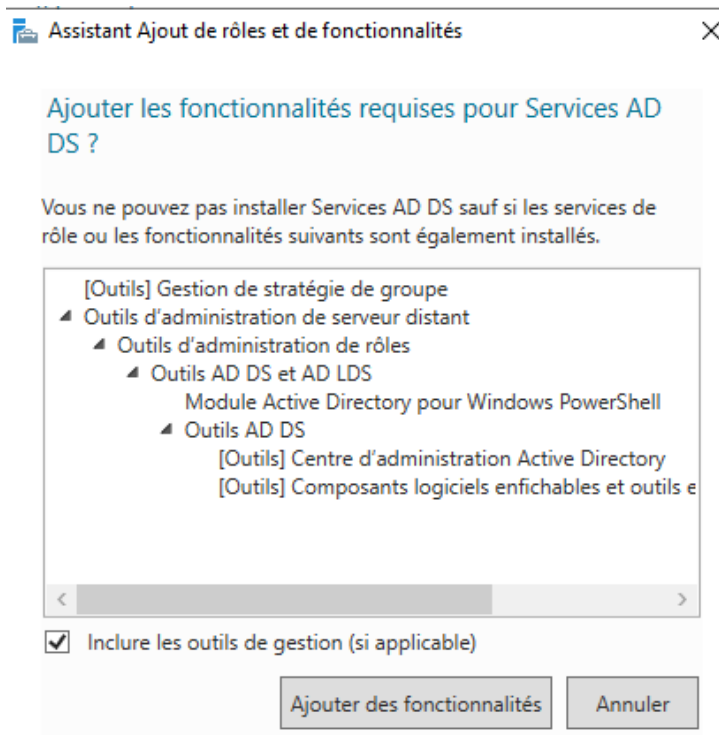 Assistant Ajout de rôles et de fonctionnalités
Ajouter les fonctionnalités requises pour Services AD
DS ?
Vous ne pouvez pas installer Services AD DS sauf si les services de
rôle ou les fonctionnalités suivants sont également installés.
[Outils] Gestion de stratégie de groupe
Outils d’administration de serveur distant
Outils d’administration de rôles
Outils AD DS et AD LDS
Module Active Directory pour Windows PowerShell
Outils AD DS
[Outils] Centre d’administration Active Directory
[Outils] Composants logiciels enfichables et outils e
Inclure les outils de gestion (si applicable)
Ajouter des fonctionnalités Annuler